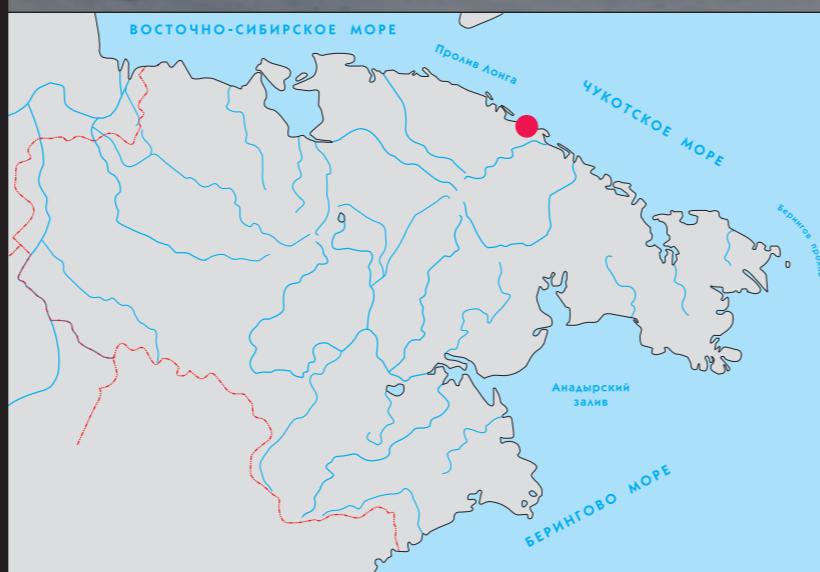 ВОСТОЧНО-СИБИРСКОЕ МОРЕ
Пролив Лонга
ЧУКОТСКОЕ МОРЕ
Берингов пролив
Анадырский
залив
БЕРИНГОВО МОРЕ